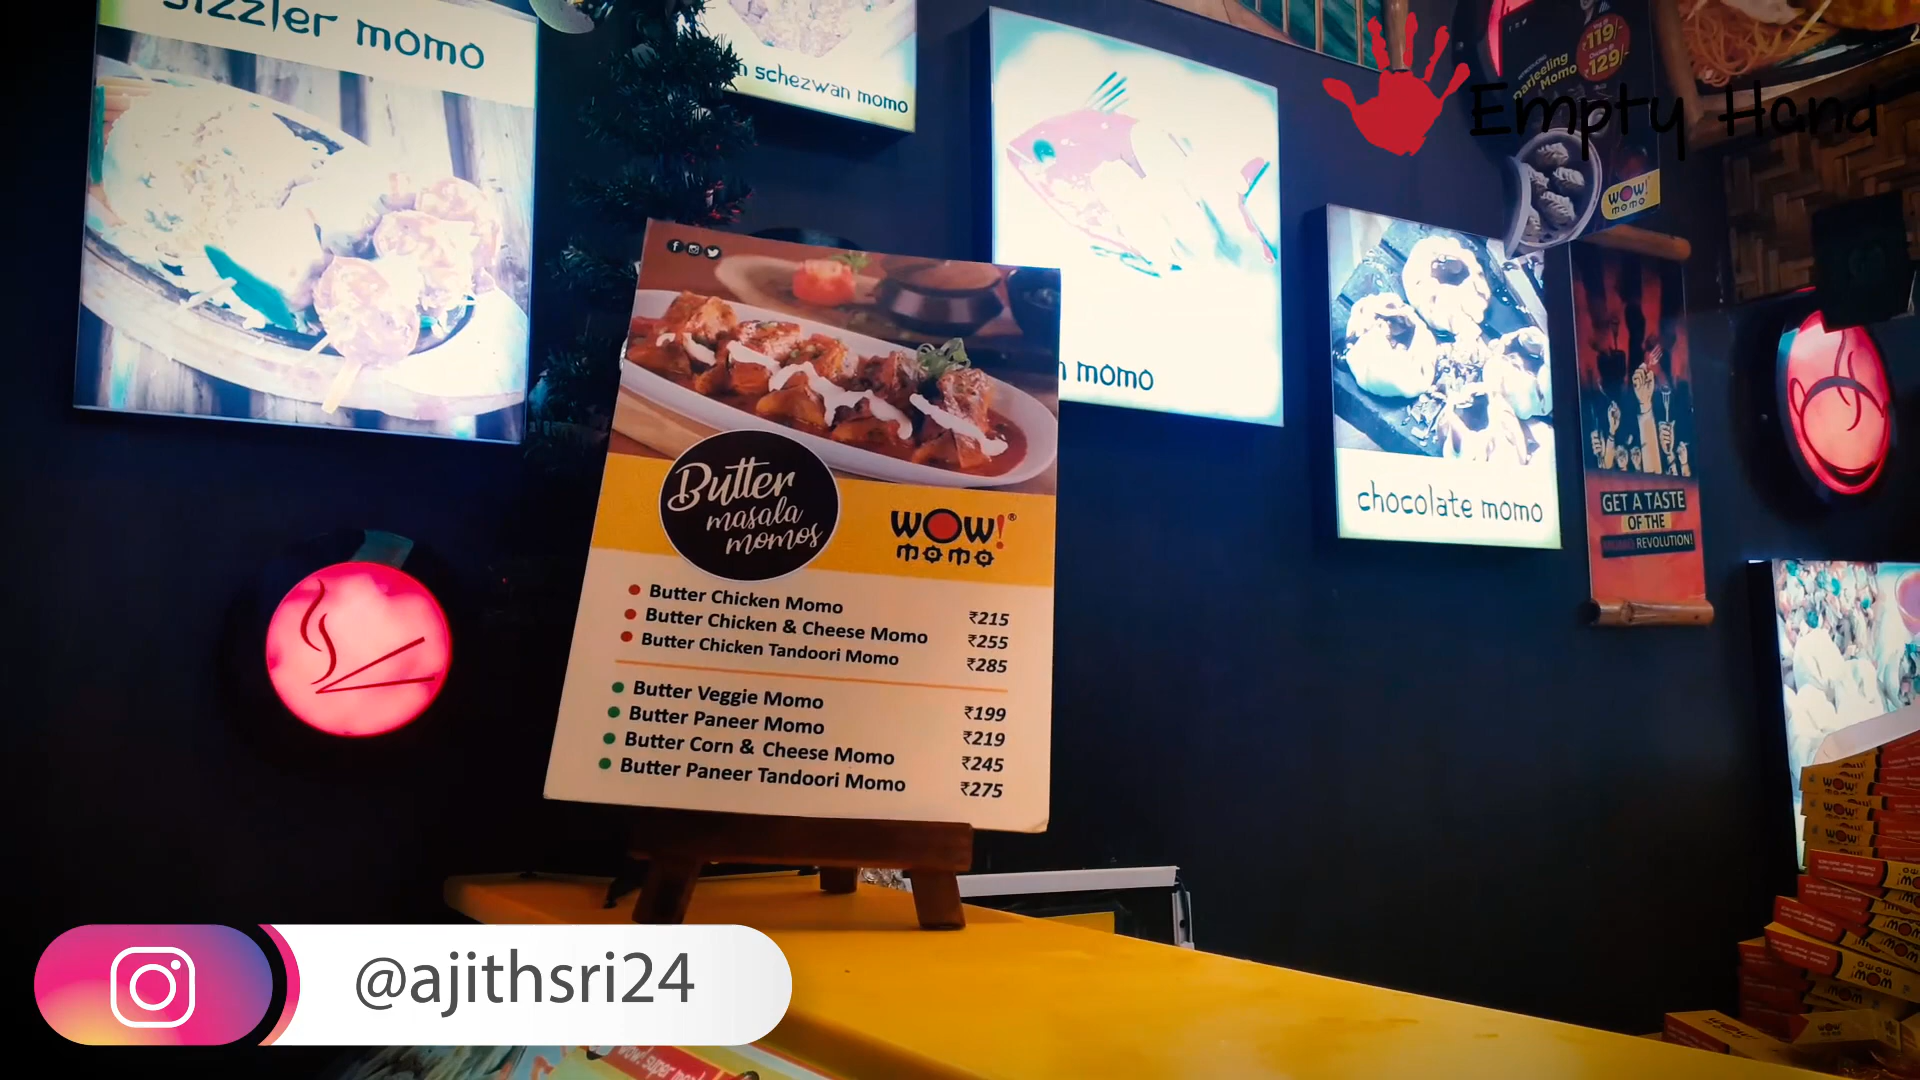 sizzler momo
schezwan momo
momo
chocolate momo
Darjeeling
Momo
₹119/-
₹129/-
WOW!
momo
Empty Hand
GET A TASTE
OF THE
REVOLUTION!
Butter
masala
momos
WOW!®
momo
Butter Chicken Momo ₹215
Butter Chicken & Cheese Momo ₹255
Butter Chicken Tandoori Momo ₹285
Butter Veggie Momo ₹199
Butter Paneer Momo ₹219
Butter Corn & Cheese Momo ₹245
Butter Paneer Tandoori Momo ₹275
@ajithsri24